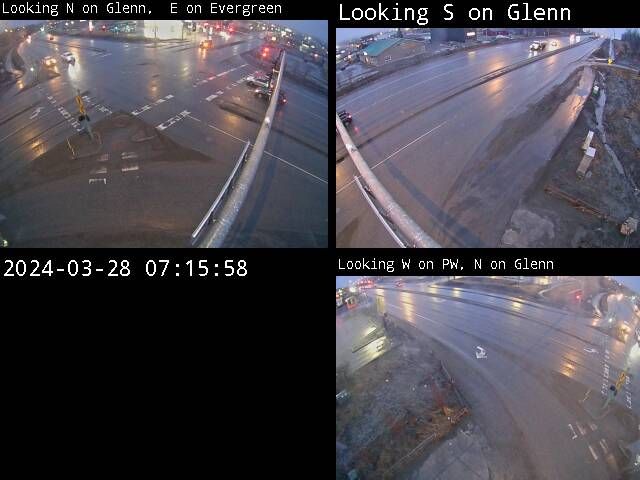 Looking N on Glenn,  E on Evergreen
Looking S on Glenn
2024-03-28 07:15:58
Looking W on PW, N on Glenn